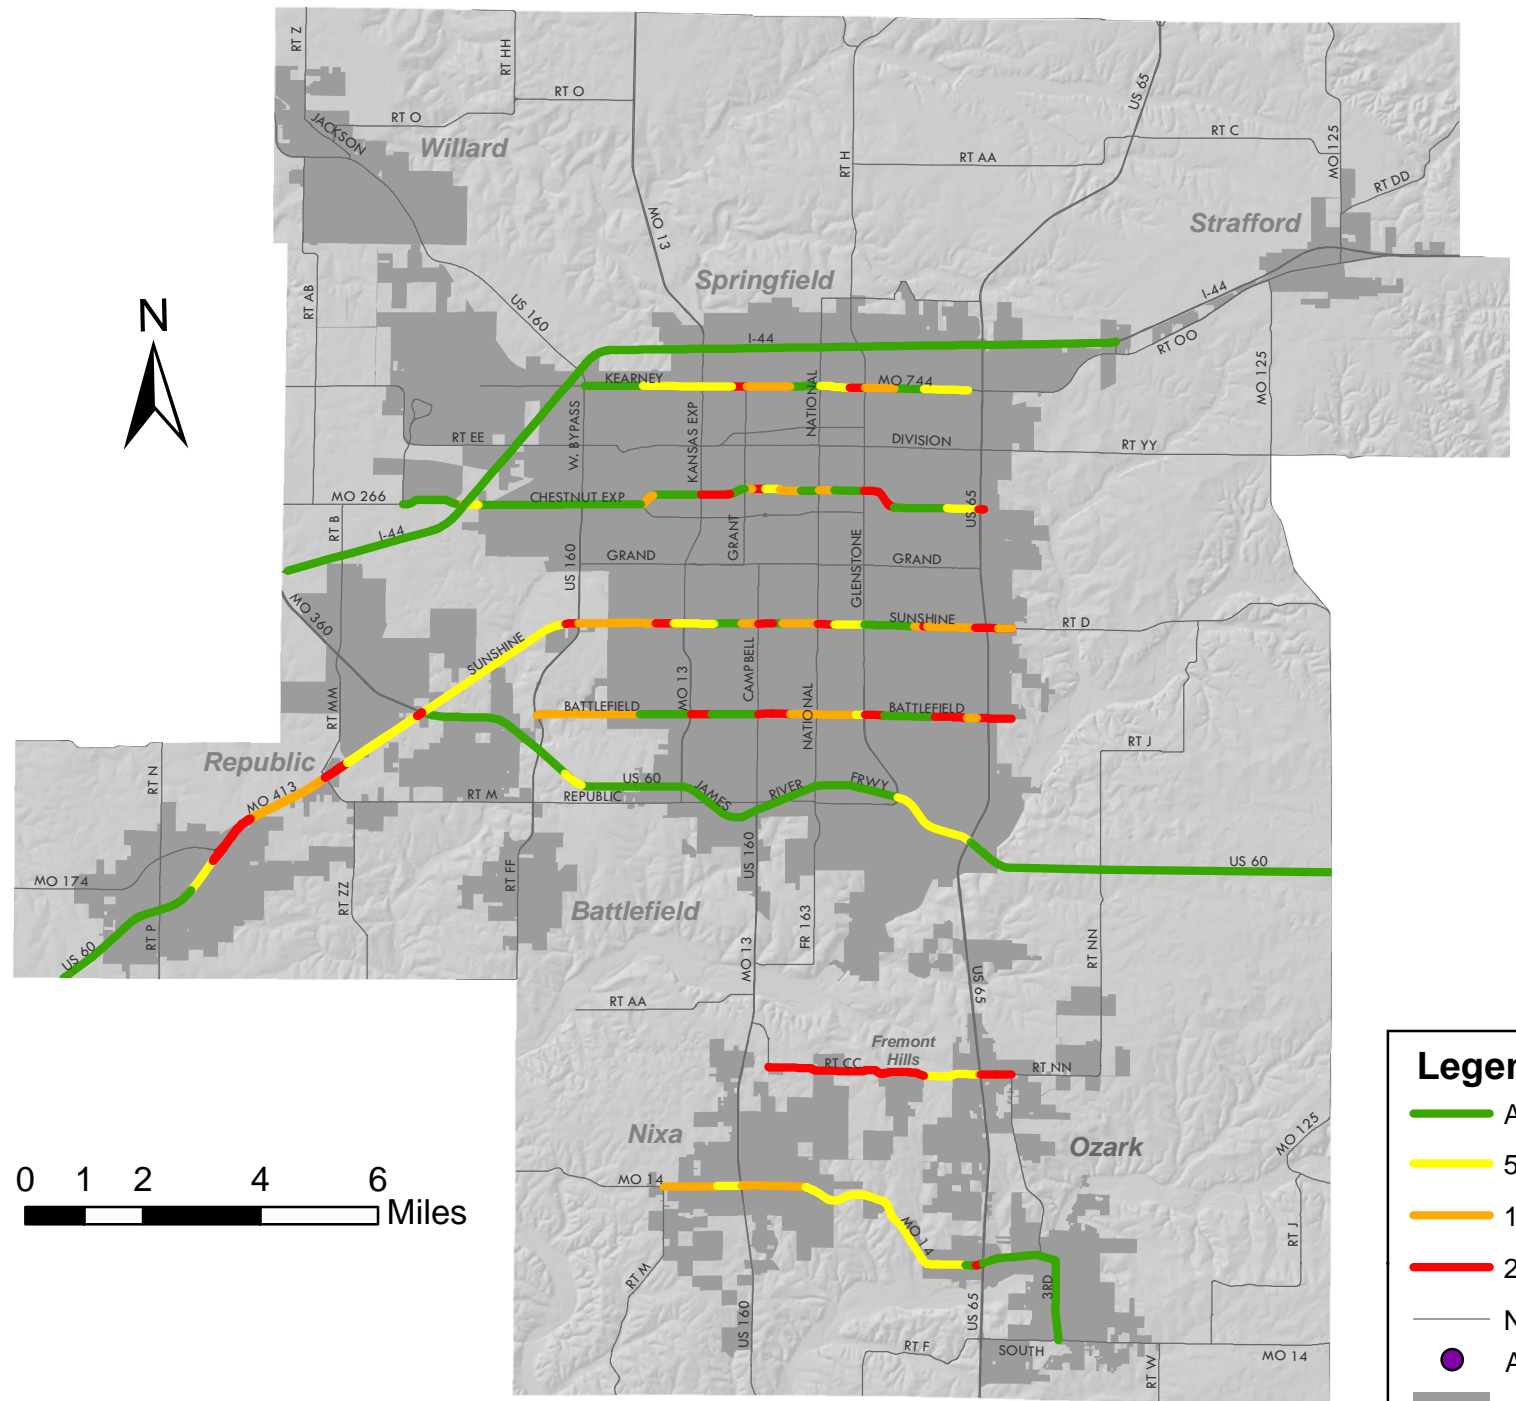 RT Z
RT HH
RT O
RT O
JACKSON
Willard
MO 13
RT H
RT AA
US 65
RT C
MO 125
RT DD
Strafford
Springfield
RT AB
US 160
N
I-44
I-44
RT OO
KEARNEY
NATIONAL
MO 744
MO 125
W. BYPASS
KANSAS EXP
RT EE
DIVISION
RT YY
MO 266
CHESTNUT EXP
US 65
RT B
I-44
GRANT
GRAND
GLENSTONE
GRAND
US 160
MO 360
SUNSHINE
SUNSHINE
RT D
RT MM
MO 13
CAMPBELL
NATIONAL
BATTLEFIELD
BATTLEFIELD
RT J
Republic
RT N
MO 413
RT M
US 60
REPUBLIC
JAMES
RIVER
FRWY
US 160
US 60
MO 174
RT ZZ
RT FF
Battlefield
FR 163
RT P
US 60
MO 13
US 65
RT NN
RT AA
Fremont
Hills
RT CC
RT NN
Nixa
Ozark
MO 125
MO 14
MO 14
RT J
RT M
3RD
US 160
US 65
RT F
SOUTH
RT W
MO 14
0 1 2 4 6
Miles
Legen
A
5
1
2
N
A